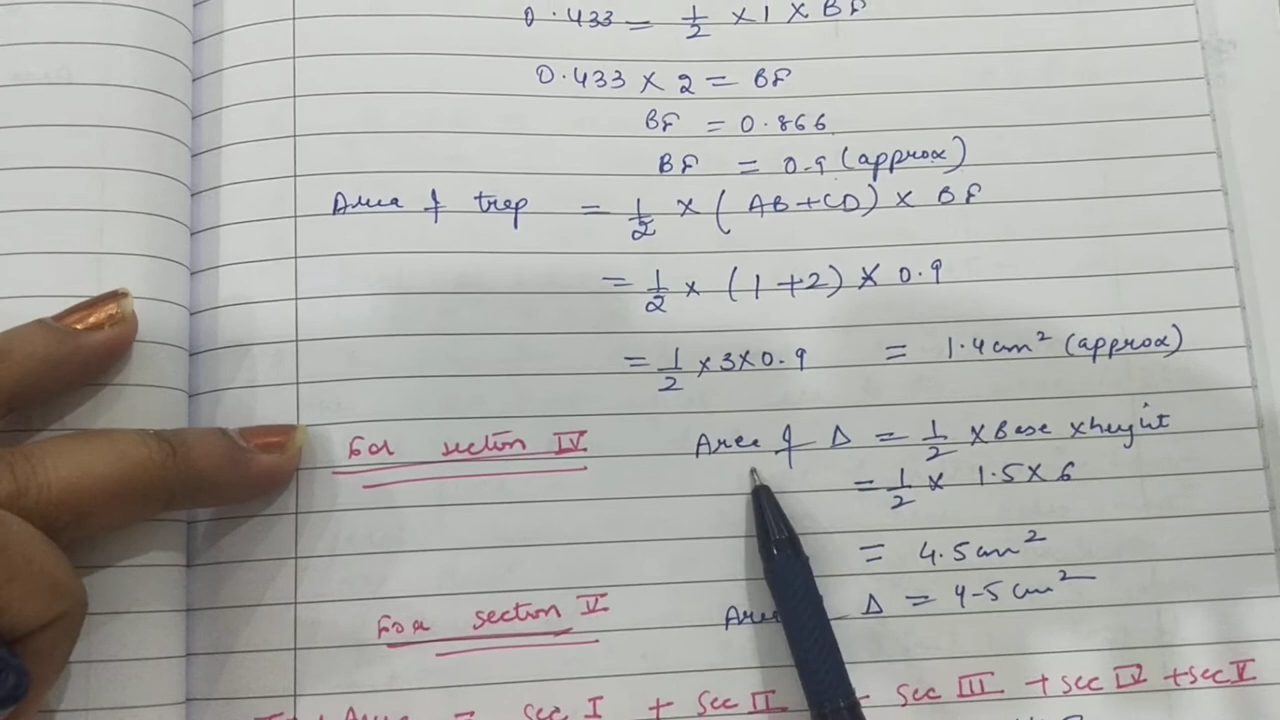 0.433 = 1/2 × 1 × BF
0.433 × 2 = BF
BF = 0.866
BF = 0.9 (approx)
Area of trap = 1/2 × (AB+CD) × BF
= 1/2 × (1+2) × 0.9
= 1/2 × 3 × 0.9 = 1.4 cm² (approx)
For section IV Area of Δ = 1/2 × Base × height
= 1/2 × 1.5 × 6
= 4.5 cm²
For section V Area Δ = 4.5 cm²
Area = sec I + sec II sec III + sec IV + sec V